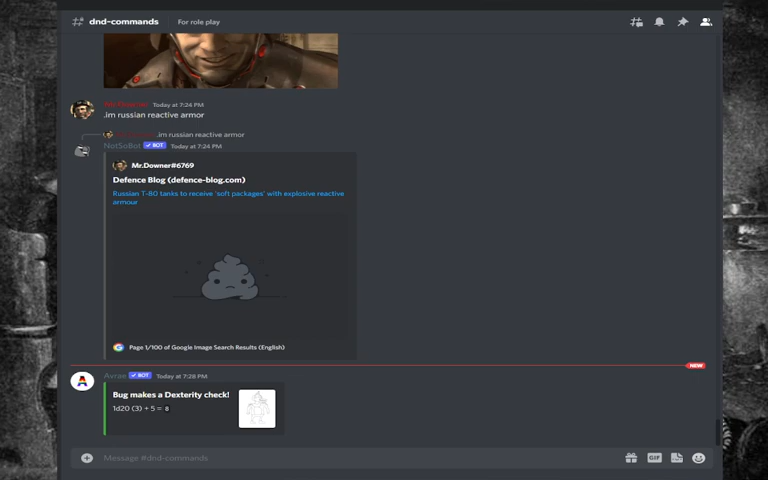 dnd-commands For role play
Mr.Downer Today at 7:24 PM
.im russian reactive armor
.im russian reactive armor
NotSoBot BOT Today at 7:24 PM
Mr.Downer#6769
Defence Blog (defence-blog.com)
Russian T-80 tanks to receive 'soft packages' with explosive reactive
armour
Page 1/100 of Google Image Search Results (English)
NEW
A
Avrae BOT Today at 7:28 PM
Bug makes a Dexterity check!
1d20 (3) + 5 = 8
Message #dnd-commands
GIF